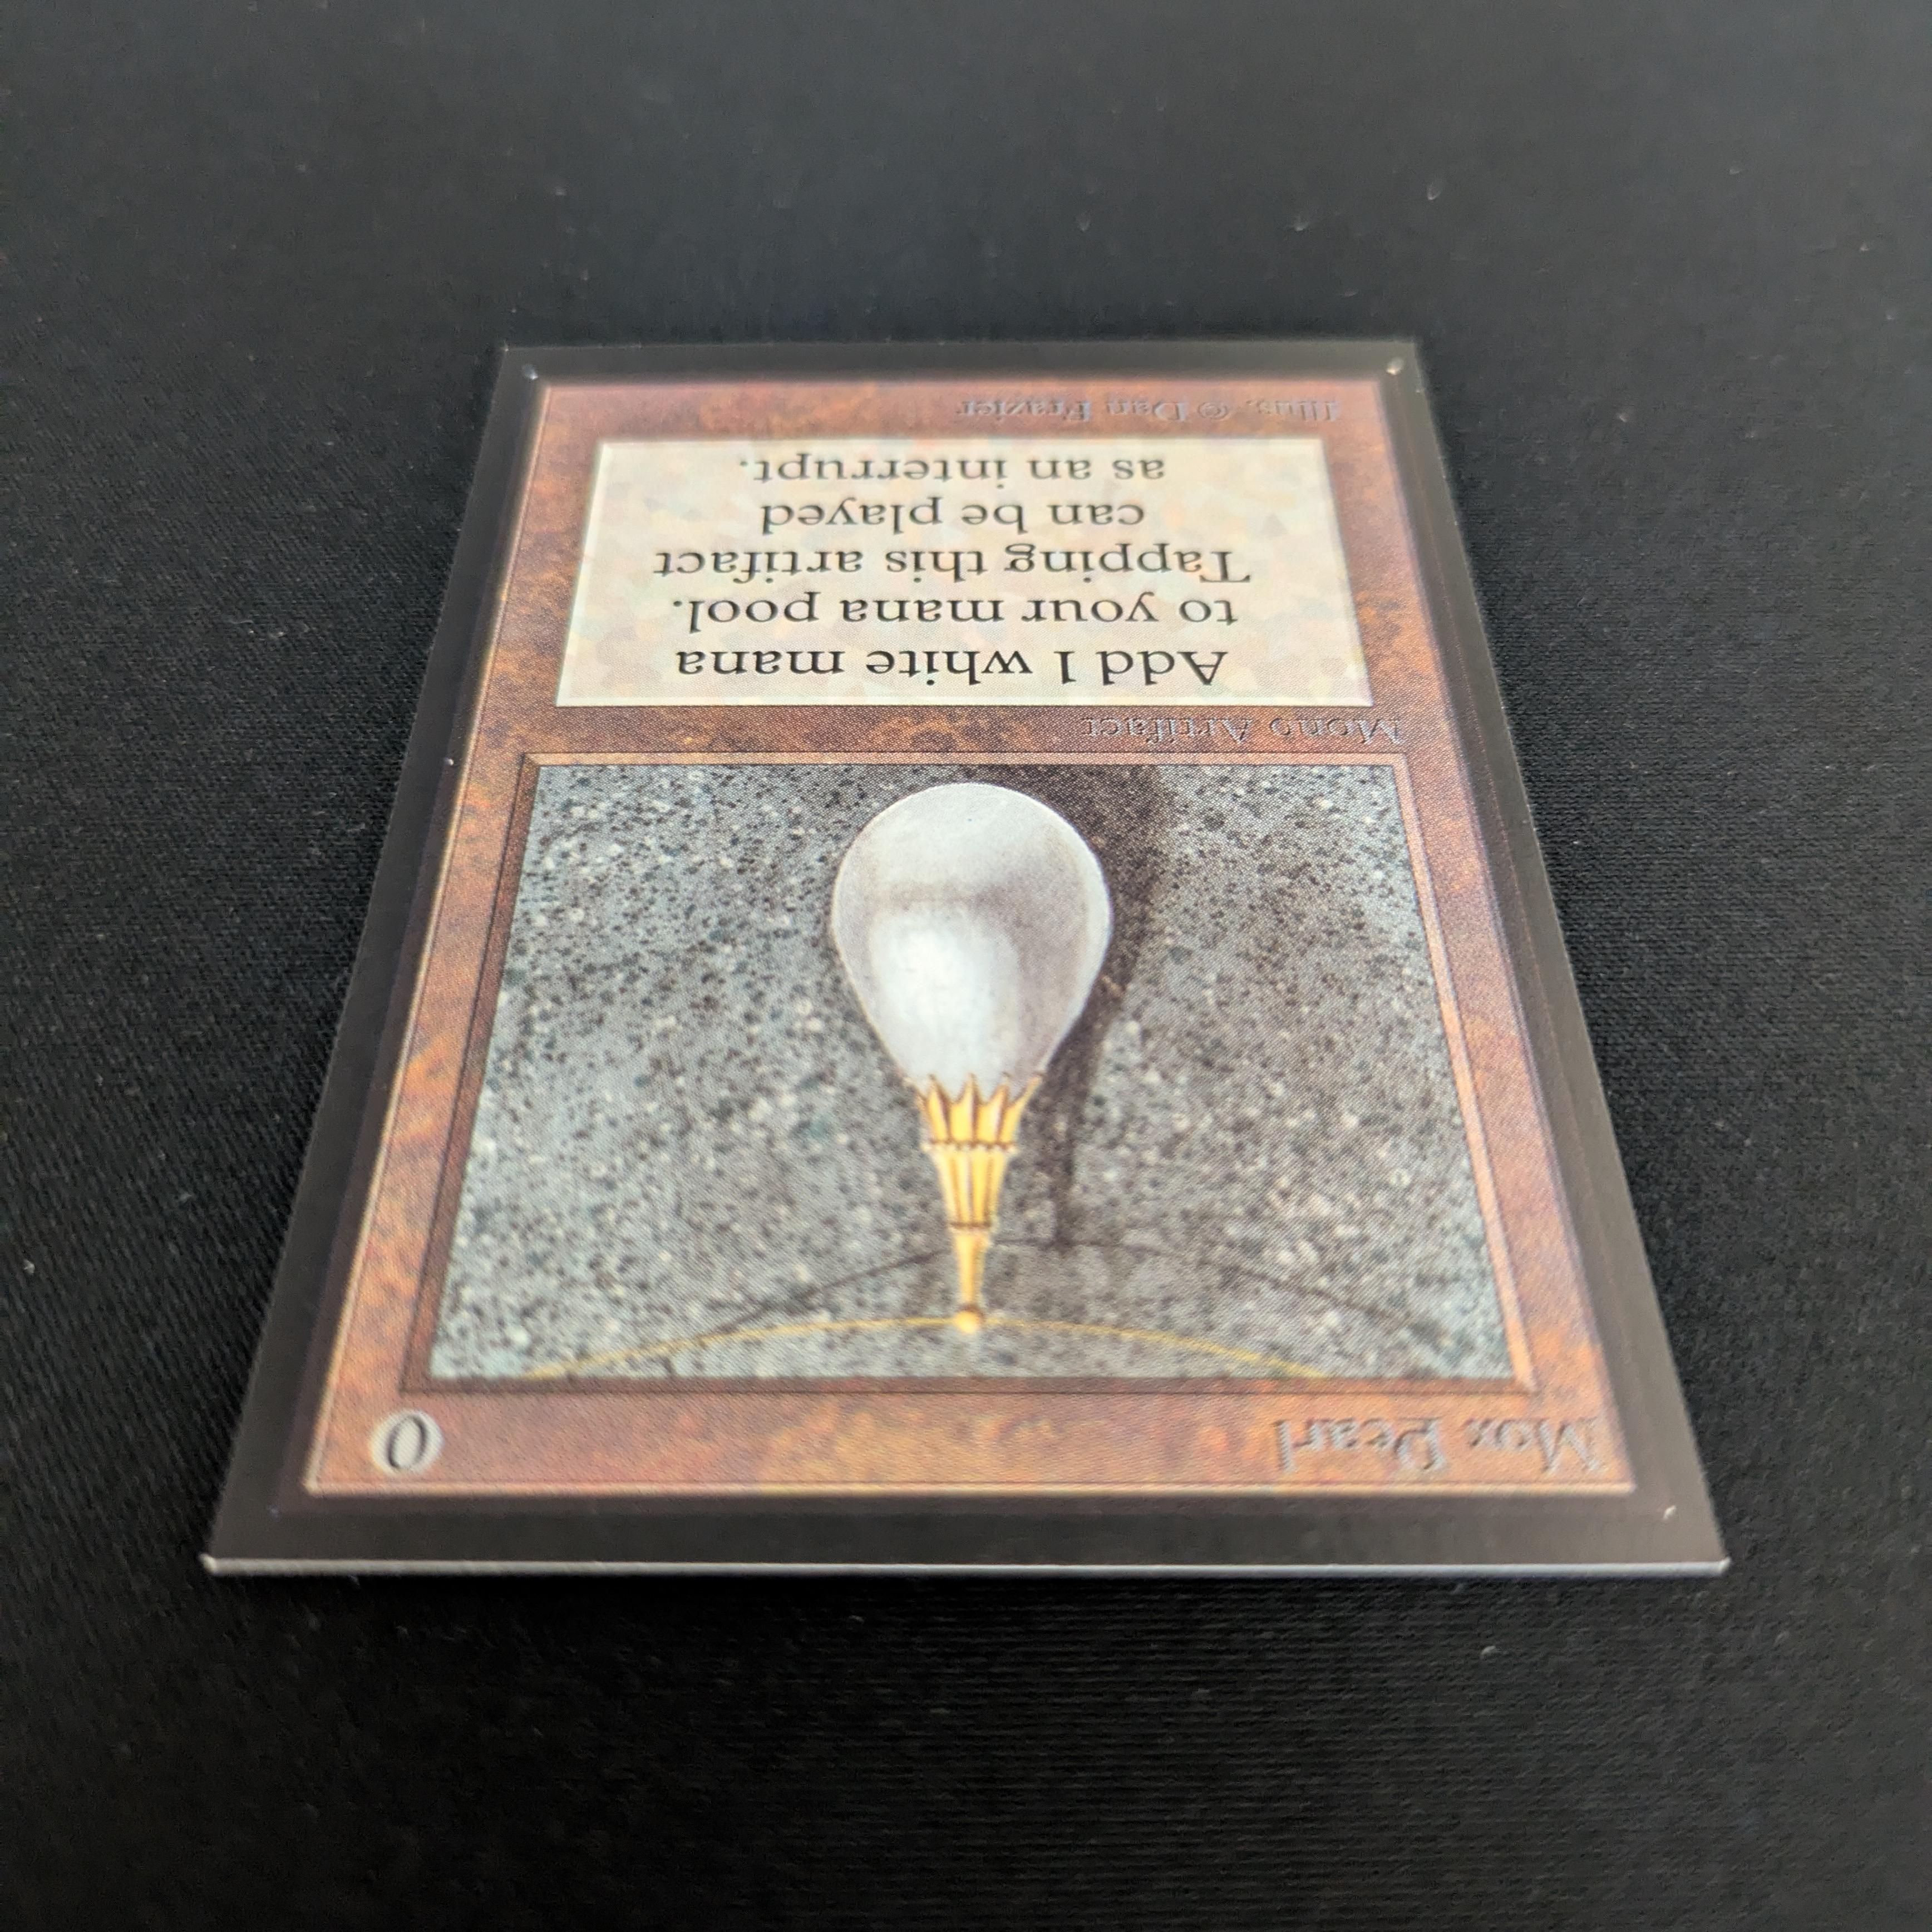 Mox Pearl
0
Mono Artifact
Add 1 white mana
to your mana pool.
Tapping this artifact
can be played
as an interrupt.
Illus. © Dan Frazier